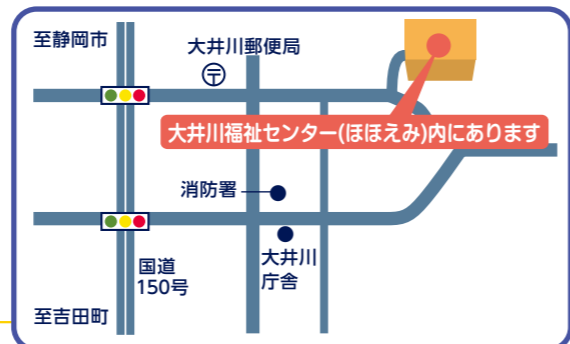 至静岡市
大井川郵便局
〒
大井川福祉センター(ほほえみ)内にあります
消防署
大井川
庁舎
国道
150号
至吉田町